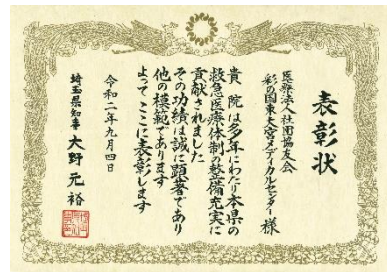 表彰状
医療法人社団協友会
彩の国東大宮メディカルセンター 様
貴 院は多年にわたり本県の
救急医療体制の整備充実に
貢献されました
その功績は誠に顕著であり
他の模範であります
よってここに表彰します
令和二年九月四日
埼玉県知事 大野元裕